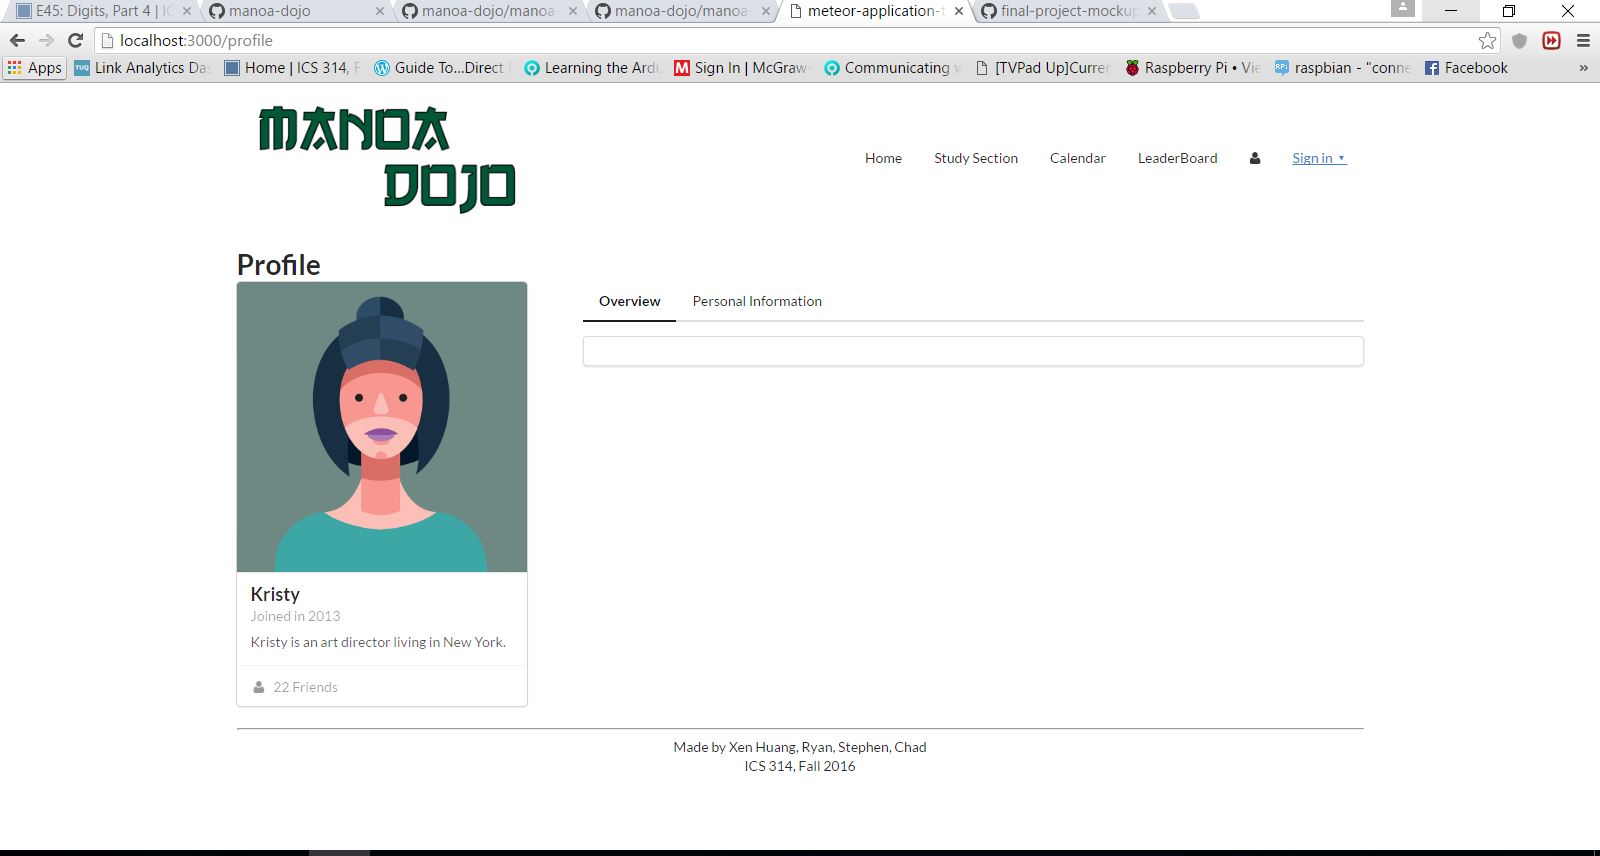 E45: Digits, Part 4 | IC
manoa-dojo
manoa-dojo/manoa-
manoa-dojo/manoa-
meteor-application-t
final-project-mockup
localhost:3000/profile
Apps
TUQ Link Analytics Das
Home | ICS 314, F
Guide To...Direct
Learning the Ardu
M Sign In | McGraw-
Communicating w
[TVPad Up]Curren
Raspberry Pi • Vie
RPi raspbian - "conne
Facebook
»
MANOA
DOJO
Home Study Section Calendar LeaderBoard Sign in
Profile
Overview Personal Information
Kristy
Joined in 2013
Kristy is an art director living in New York.
22 Friends
Made by Xen Huang, Ryan, Stephen, Chad
ICS 314, Fall 2016